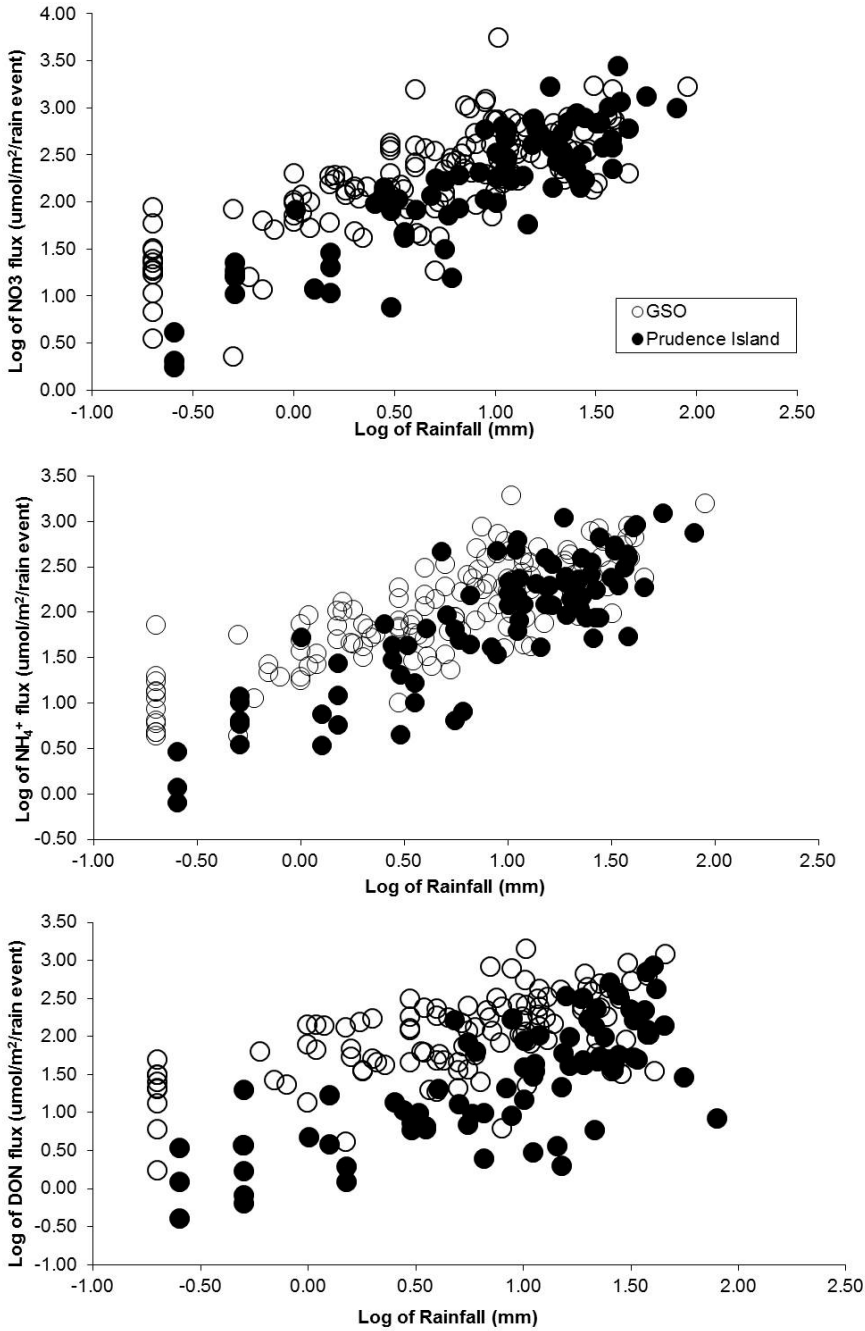 Log of NO3 flux (umol/m²/rain event)
4.00
3.50
3.00
2.50
2.00
1.50
1.00
0.50
0.00
-1.00 -0.50 0.00 0.50 1.00 1.50 2.00 2.50
Log of Rainfall (mm)
GSO
Prudence Island
Log of NH₄⁺ flux (umol/m²/rain event)
3.50
3.00
2.50
2.00
1.50
1.00
0.50
0.00
-0.50
-1.00 -0.50 0.00 0.50 1.00 1.50 2.00 2.50
Log of Rainfall (mm)
Log of DON flux (umol/m²/rain event)
3.50
3.00
2.50
2.00
1.50
1.00
0.50
0.00
-0.50
-1.00
-1.00 -0.50 0.00 0.50 1.00 1.50 2.00 2.50
Log of Rainfall (mm)